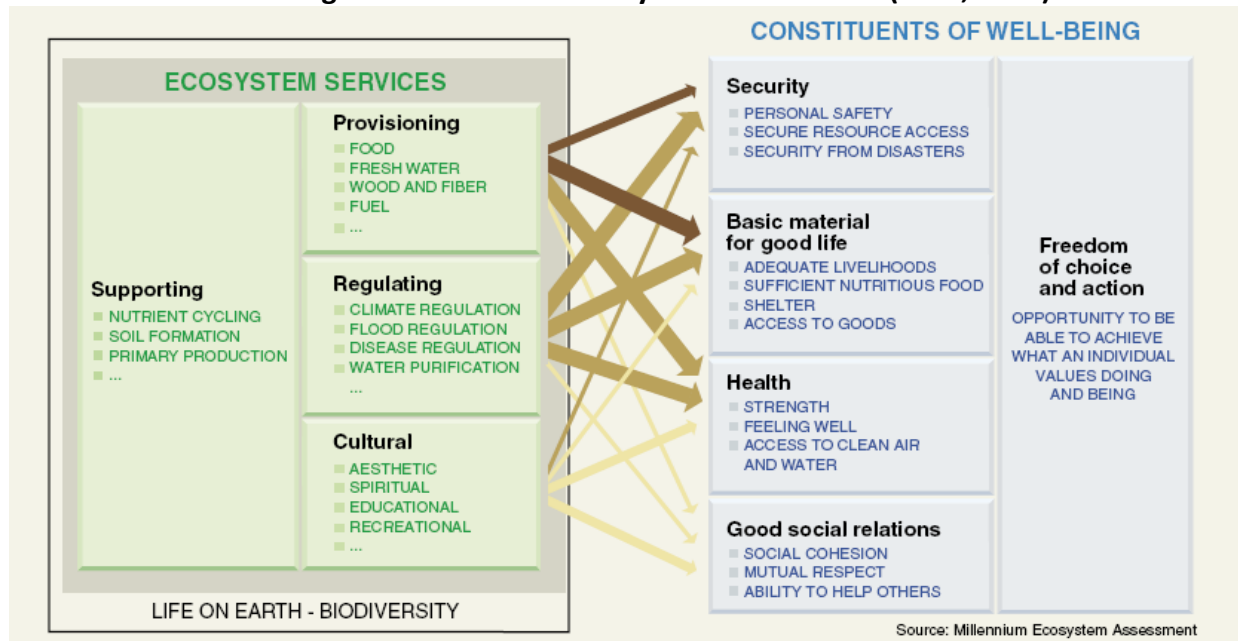 CONSTITUENTS OF WELL-BEING
ECOSYSTEM SERVICES
Supporting
NUTRIENT CYCLING
SOIL FORMATION
PRIMARY PRODUCTION
...
Provisioning
FOOD
FRESH WATER
WOOD AND FIBER
FUEL
...
Regulating
CLIMATE REGULATION
FLOOD REGULATION
DISEASE REGULATION
WATER PURIFICATION
...
Cultural
AESTHETIC
SPIRITUAL
EDUCATIONAL
RECREATIONAL
...
LIFE ON EARTH - BIODIVERSITY
Security
PERSONAL SAFETY
SECURE RESOURCE ACCESS
SECURITY FROM DISASTERS
Basic material
for good life
ADEQUATE LIVELIHOODS
SUFFICIENT NUTRITIOUS FOOD
SHELTER
ACCESS TO GOODS
Health
STRENGTH
FEELING WELL
ACCESS TO CLEAN AIR
AND WATER
Good social relations
SOCIAL COHESION
MUTUAL RESPECT
ABILITY TO HELP OTHERS
Freedom
of choice
and action
OPPORTUNITY TO BE
ABLE TO ACHIEVE
WHAT AN INDIVIDUAL
VALUES DOING
AND BEING
Source: Millennium Ecosystem Assessment